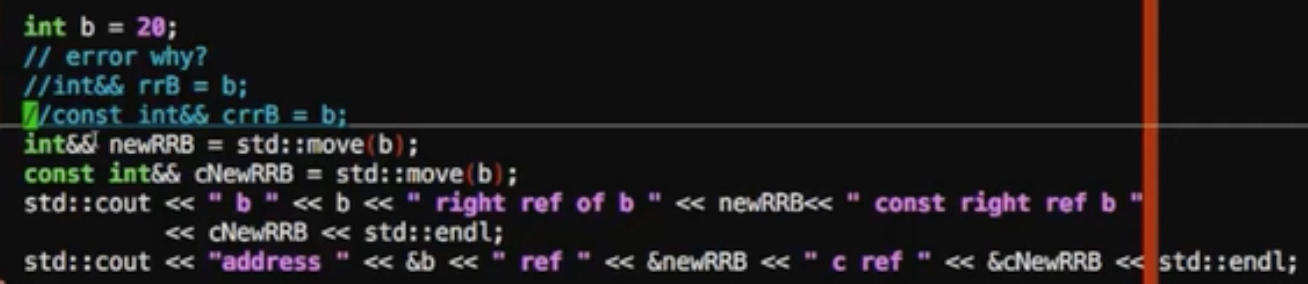 int b = 20;
// error why?
//int&& rrB = b;
//const int&& crrB = b;
int&& newRRB = std::move(b);
const int&& cNewRRB = std::move(b);
std::cout << " b " << b << " right ref of b " << newRRB<< " const right ref b "
<< cNewRRB << std::endl;
std::cout << "address " << &b << " ref " << &newRRB << " c ref " << &cNewRRB << std::endl;